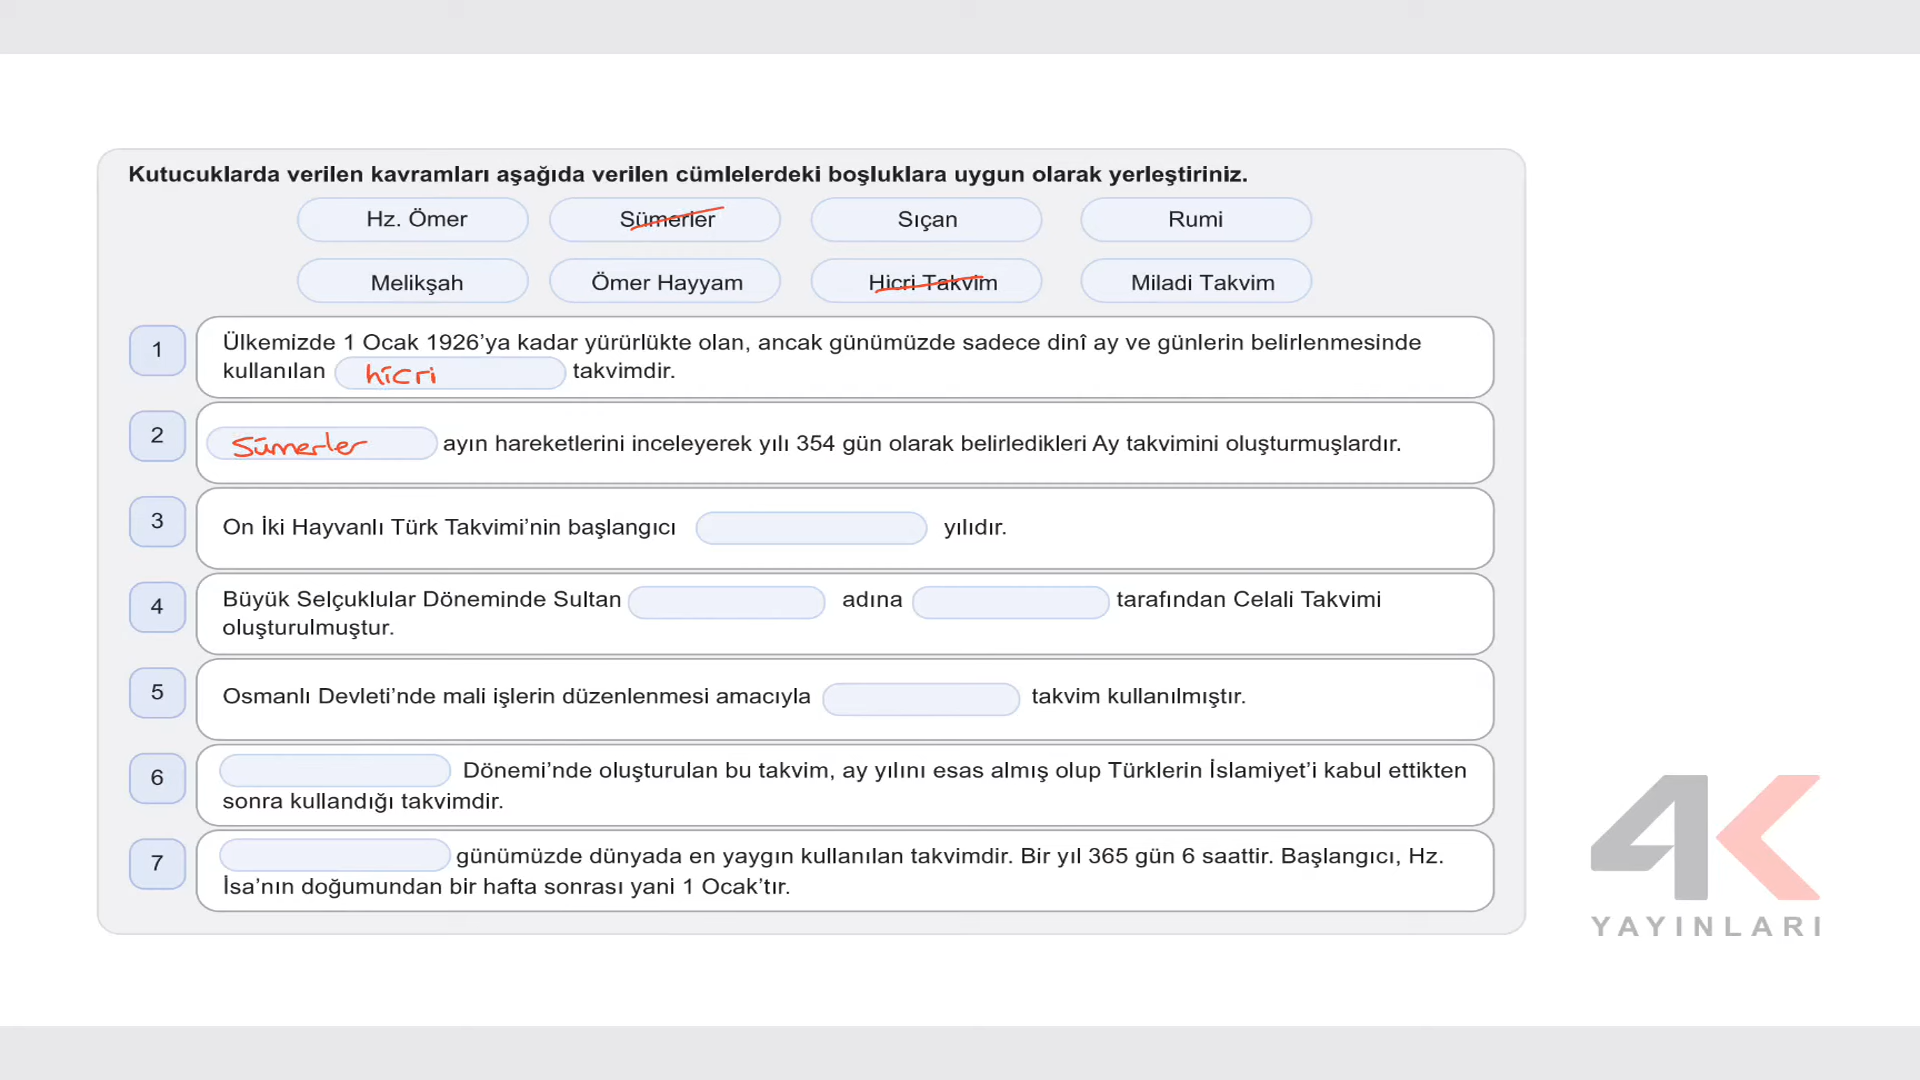 Kutucuklarda verilen kavramları aşağıda verilen cümlelerdeki boşluklara uygun olarak yerleştiriniz.
Hz. Ömer Sümerler Sıçan Rumi
Melikşah Ömer Hayyam Hicri Takvim Miladi Takvim
1 Ülkemizde 1 Ocak 1926’ya kadar yürürlükte olan, ancak günümüzde sadece dinî ay ve günlerin belirlenmesinde
kullanılan hicri takvimdir.
2 Sümerler ayın hareketlerini inceleyerek yılı 354 gün olarak belirledikleri Ay takvimini oluşturmuşlardır.
3 On İki Hayvanlı Türk Takvimi’nin başlangıcı yılıdır.
4 Büyük Selçuklular Döneminde Sultan adına tarafından Celali Takvimi
oluşturulmuştur.
5 Osmanlı Devleti’nde mali işlerin düzenlenmesi amacıyla takvim kullanılmıştır.
6 Dönemi’nde oluşturulan bu takvim, ay yılını esas almış olup Türklerin İslamiyet’i kabul ettikten
sonra kullandığı takvimdir.
7 günümüzde dünyada en yaygın kullanılan takvimdir. Bir yıl 365 gün 6 saattir. Başlangıcı, Hz.
İsa’nın doğumundan bir hafta sonrası yani 1 Ocak’tır.
4K
YAYINLARI